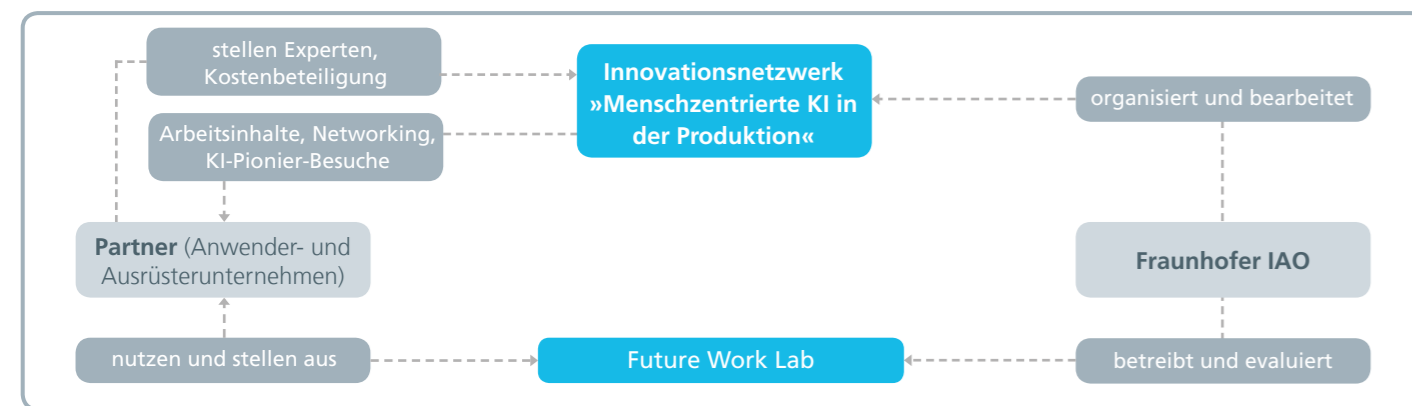 stellen Experten,
Kostenbeteiligung
Innovationsnetzwerk
»Menschzentrierte KI in
der Produktion«
organisiert und bearbeitet
Arbeitsinhalte, Networking,
KI-Pionier-Besuche
Partner (Anwender- und
Ausrüsterunternehmen)
Fraunhofer IAO
nutzen und stellen aus
Future Work Lab
betreibt und evaluiert